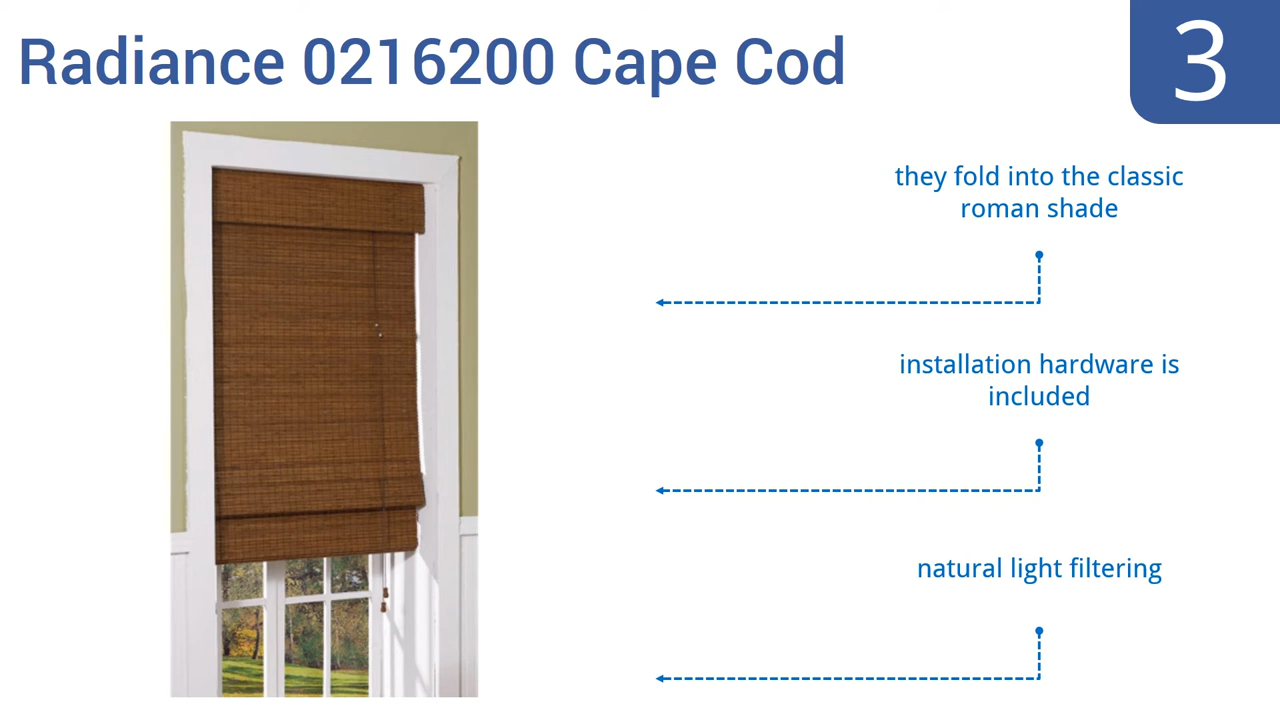 Radiance 0216200 Cape Cod
3
they fold into the classic
roman shade
installation hardware is
included
natural light filtering